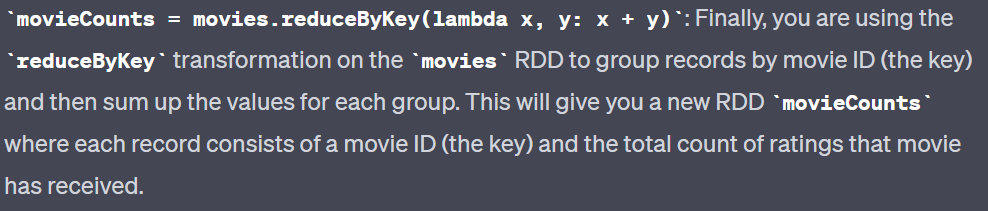 `movieCounts = movies.reduceByKey(lambda x, y: x + y)`: Finally, you are using the
`reduceByKey` transformation on the `movies` RDD to group records by movie ID (the key)
and then sum up the values for each group. This will give you a new RDD `movieCounts`
where each record consists of a movie ID (the key) and the total count of ratings that movie
has received.